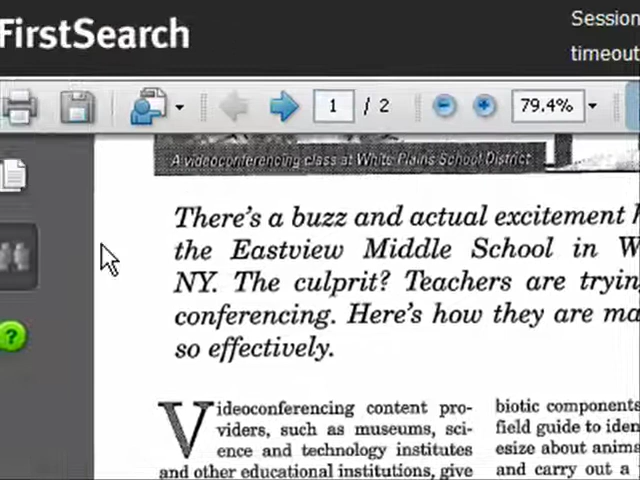 FirstSearch
Session
timeout
1 / 2
79.4%
A videoconferencing class at White Plains School District
There's a buzz and actual excitement
the Eastview Middle School in W
NY. The culprit? Teachers are tryin
conferencing. Here's how they are ma
so effectively.
Videoconferencing content pro-
viders, such as museums, sci-
ence and technology institutes
and other educational institutions, give
biotic components
field guide to iden
esize about anima
and carry out a